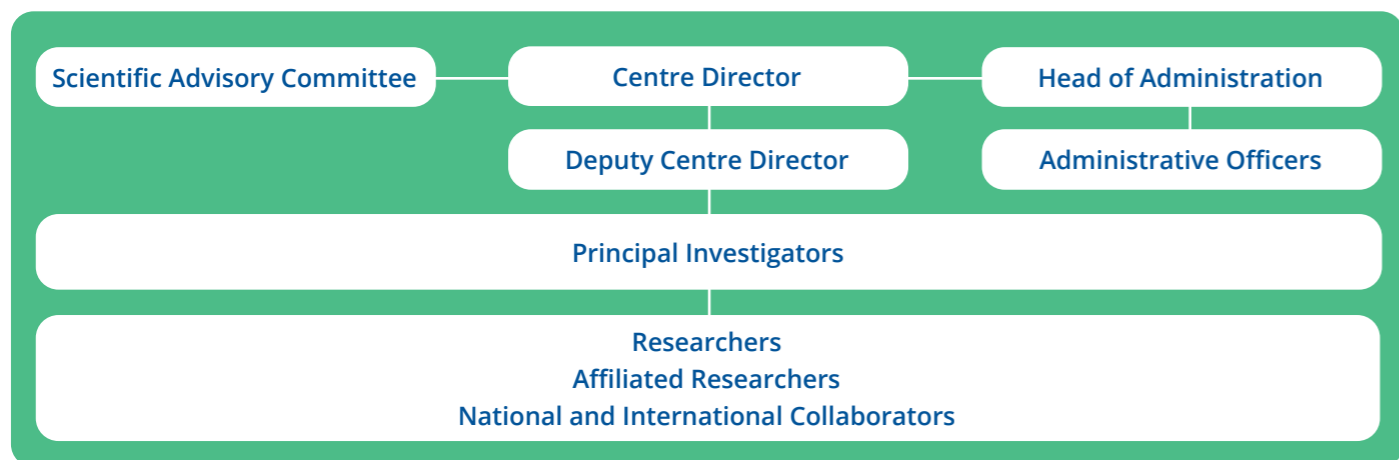 Scientific Advisory Committee
Centre Director
Head of Administration
Deputy Centre Director
Administrative Officers
Principal Investigators
Researchers
Affiliated Researchers
National and International Collaborators